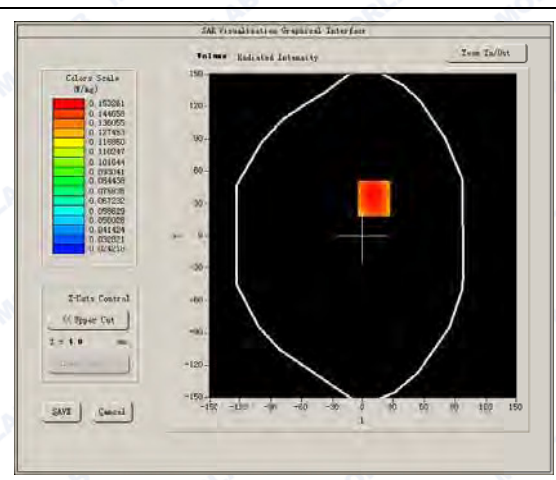 SAR Visualisation Graphical Interface
Volume Radiated Intensity
Zoom In/Out
Colors Scale
(W/kg)
0.153261
0.144658
0.136055
0.127453
0.118850
0.110247
0.101644
0.093041
0.084438
0.075835
0.067232
0.058629
0.050026
0.041424
0.032821
0.024218
150
120
90
60
30
0
-30
-60
-90
-120
-150
Y
-150 -120 -90 -60 -30 0 30 60 90 120 150
X
Z-Cuts Control
<< Upper Cut
Z = 4.0 mm
SAVE
Cancel